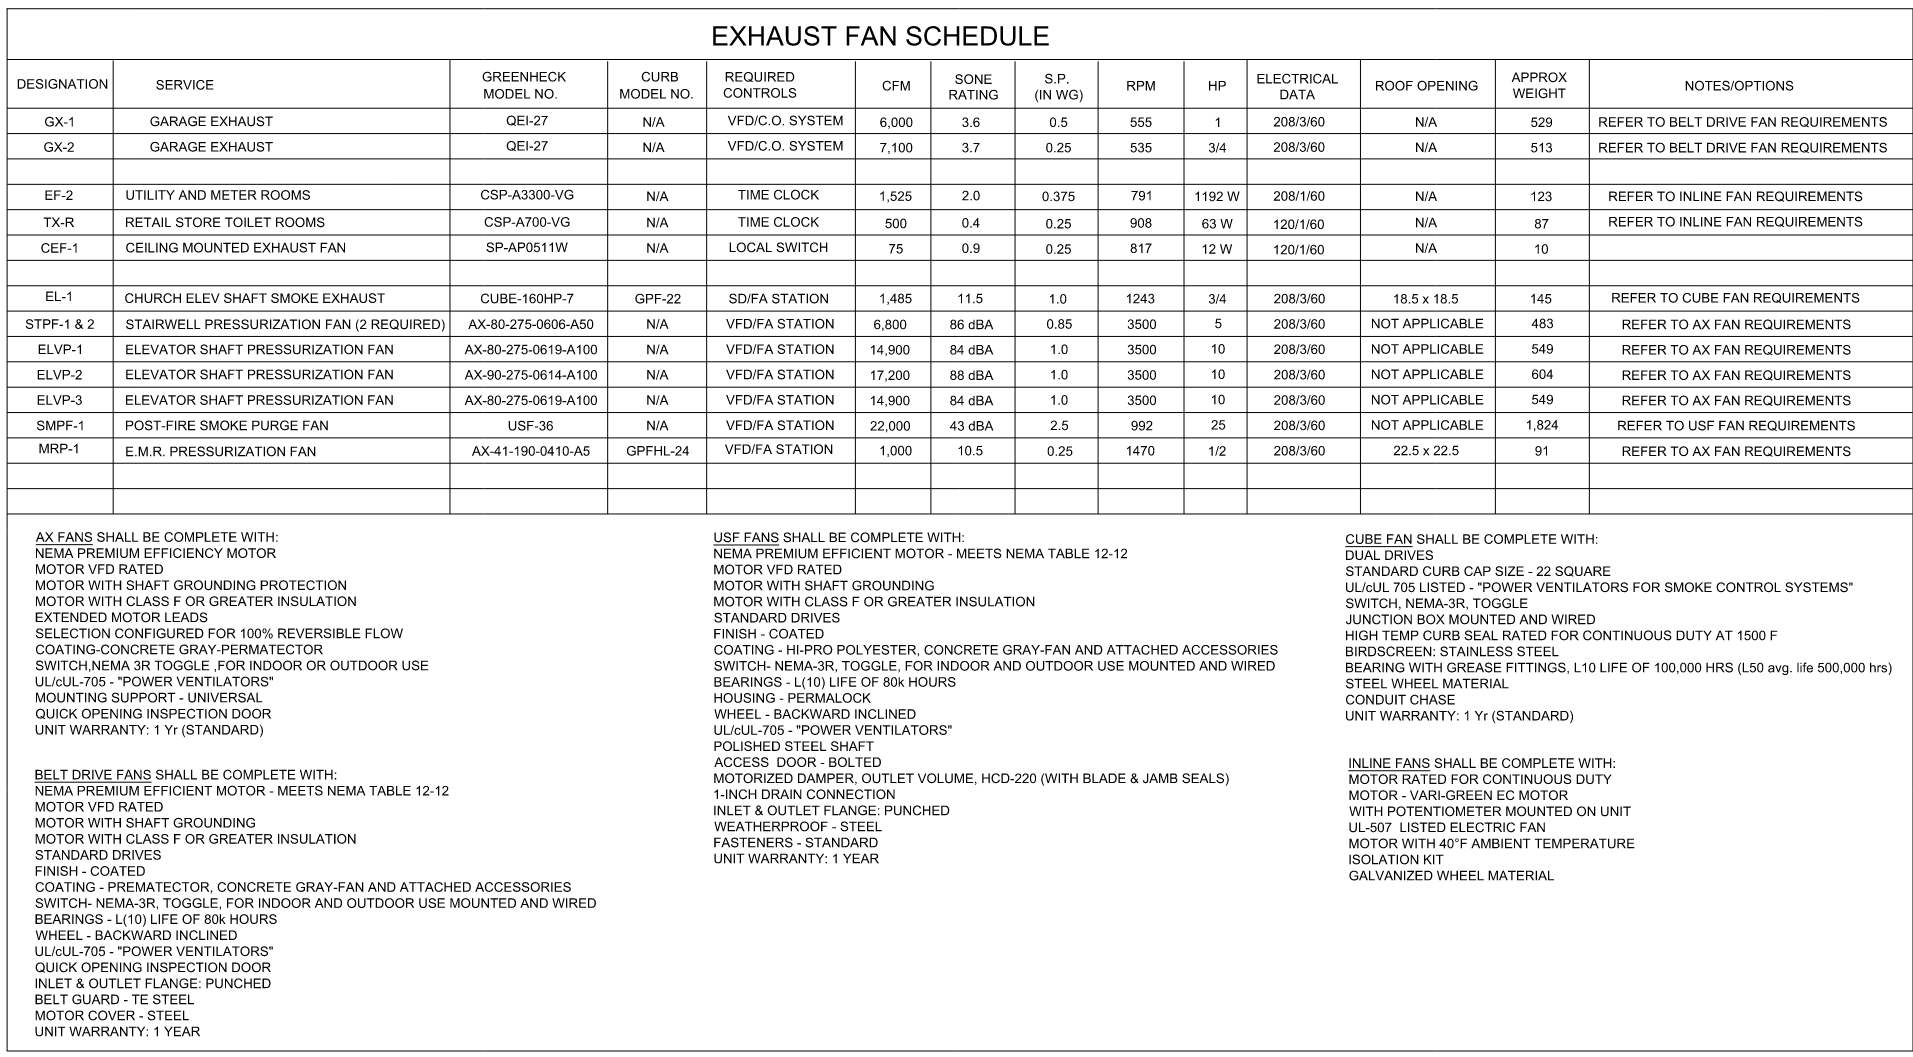 EXHAUST FAN SCHEDULE
DESIGNATION SERVICE GREENHECK MODEL NO. CURB MODEL NO. REQUIRED CONTROLS CFM SONE RATING S.P. (IN WG) RPM HP ELECTRICAL DATA ROOF OPENING APPROX WEIGHT NOTES/OPTIONS
GX-1 GARAGE EXHAUST QEI-27 N/A VFD/C.O. SYSTEM 6,000 3.6 0.5 555 1 208/3/60 N/A 529 REFER TO BELT DRIVE FAN REQUIREMENTS
GX-2 GARAGE EXHAUST QEI-27 N/A VFD/C.O. SYSTEM 7,100 3.7 0.25 535 3/4 208/3/60 N/A 513 REFER TO BELT DRIVE FAN REQUIREMENTS
EF-2 UTILITY AND METER ROOMS CSP-A3300-VG N/A TIME CLOCK 1,525 2.0 0.375 791 1192 W 208/1/60 N/A 123 REFER TO INLINE FAN REQUIREMENTS
TX-R RETAIL STORE TOILET ROOMS CSP-A700-VG N/A TIME CLOCK 500 0.4 0.25 908 63 W 120/1/60 N/A 87 REFER TO INLINE FAN REQUIREMENTS
CEF-1 CEILING MOUNTED EXHAUST FAN SP-AP0511W N/A LOCAL SWITCH 75 0.9 0.25 817 12 W 120/1/60 N/A 10
EL-1 CHURCH ELEV SHAFT SMOKE EXHAUST CUBE-160HP-7 GPF-22 SD/FA STATION 1,485 11.5 1.0 1243 3/4 208/3/60 18.5 x 18.5 145 REFER TO CUBE FAN REQUIREMENTS
STPF-1 & 2 STAIRWELL PRESSURIZATION FAN (2 REQUIRED) AX-80-275-0606-A50 N/A VFD/FA STATION 6,800 86 dBA 0.85 3500 5 208/3/60 NOT APPLICABLE 483 REFER TO AX FAN REQUIREMENTS
ELVP-1 ELEVATOR SHAFT PRESSURIZATION FAN AX-80-275-0619-A100 N/A VFD/FA STATION 14,900 84 dBA 1.0 3500 10 208/3/60 NOT APPLICABLE 549 REFER TO AX FAN REQUIREMENTS
ELVP-2 ELEVATOR SHAFT PRESSURIZATION FAN AX-90-275-0614-A100 N/A VFD/FA STATION 17,200 88 dBA 1.0 3500 10 208/3/60 NOT APPLICABLE 604 REFER TO AX FAN REQUIREMENTS
ELVP-3 ELEVATOR SHAFT PRESSURIZATION FAN AX-80-275-0619-A100 N/A VFD/FA STATION 14,900 84 dBA 1.0 3500 10 208/3/60 NOT APPLICABLE 549 REFER TO AX FAN REQUIREMENTS
SMPF-1 POST-FIRE SMOKE PURGE FAN USF-36 N/A VFD/FA STATION 22,000 43 dBA 2.5 992 25 208/3/60 NOT APPLICABLE 1,824 REFER TO USF FAN REQUIREMENTS
MRP-1 E.M.R. PRESSURIZATION FAN AX-41-190-0410-A5 GPFHL-24 VFD/FA STATION 1,000 10.5 0.25 1470 1/2 208/3/60 22.5 x 22.5 91 REFER TO AX FAN REQUIREMENTS
AX FANS SHALL BE COMPLETE WITH:
NEMA PREMIUM EFFICIENCY MOTOR
MOTOR VFD RATED
MOTOR WITH SHAFT GROUNDING PROTECTION
MOTOR WITH CLASS F OR GREATER INSULATION
EXTENDED MOTOR LEADS
SELECTION CONFIGURED FOR 100% REVERSIBLE FLOW
COATING-CONCRETE GRAY-PERMATECTOR
SWITCH,NEMA 3R TOGGLE ,FOR INDOOR OR OUTDOOR USE
UL/cUL-705 - "POWER VENTILATORS"
MOUNTING SUPPORT - UNIVERSAL
QUICK OPENING INSPECTION DOOR
UNIT WARRANTY: 1 Yr (STANDARD)
BELT DRIVE FANS SHALL BE COMPLETE WITH:
NEMA PREMIUM EFFICIENT MOTOR - MEETS NEMA TABLE 12-12
MOTOR VFD RATED
MOTOR WITH SHAFT GROUNDING
MOTOR WITH CLASS F OR GREATER INSULATION
STANDARD DRIVES
FINISH - COATED
COATING - PREMATECTOR, CONCRETE GRAY-FAN AND ATTACHED ACCESSORIES
SWITCH- NEMA-3R, TOGGLE, FOR INDOOR AND OUTDOOR USE MOUNTED AND WIRED
BEARINGS - L(10) LIFE OF 80k HOURS
WHEEL - BACKWARD INCLINED
UL/cUL-705 - "POWER VENTILATORS"
QUICK OPENING INSPECTION DOOR
INLET & OUTLET FLANGE: PUNCHED
BELT GUARD - TE STEEL
MOTOR COVER - STEEL
UNIT WARRANTY: 1 YEAR
USF FANS SHALL BE COMPLETE WITH:
NEMA PREMIUM EFFICIENT MOTOR - MEETS NEMA TABLE 12-12
MOTOR VFD RATED
MOTOR WITH SHAFT GROUNDING
MOTOR WITH CLASS F OR GREATER INSULATION
STANDARD DRIVES
FINISH - COATED
COATING - HI-PRO POLYESTER, CONCRETE GRAY-FAN AND ATTACHED ACCESSORIES
SWITCH- NEMA-3R, TOGGLE, FOR INDOOR AND OUTDOOR USE MOUNTED AND WIRED
BEARINGS - L(10) LIFE OF 80k HOURS
HOUSING - PERMALOCK
WHEEL - BACKWARD INCLINED
UL/cUL-705 - "POWER VENTILATORS"
POLISHED STEEL SHAFT
ACCESS DOOR - BOLTED
MOTORIZED DAMPER, OUTLET VOLUME, HCD-220 (WITH BLADE & JAMB SEALS)
1-INCH DRAIN CONNECTION
INLET & OUTLET FLANGE: PUNCHED
WEATHERPROOF - STEEL
FASTENERS - STANDARD
UNIT WARRANTY: 1 YEAR
CUBE FAN SHALL BE COMPLETE WITH:
DUAL DRIVES
STANDARD CURB CAP SIZE - 22 SQUARE
UL/cUL 705 LISTED - "POWER VENTILATORS FOR SMOKE CONTROL SYSTEMS"
SWITCH, NEMA-3R, TOGGLE
JUNCTION BOX MOUNTED AND WIRED
HIGH TEMP CURB SEAL RATED FOR CONTINUOUS DUTY AT 1500 F
BIRDSCREEN: STAINLESS STEEL
BEARING WITH GREASE FITTINGS, L10 LIFE OF 100,000 HRS (L50 avg. life 500,000 hrs)
STEEL WHEEL MATERIAL
CONDUIT CHASE
UNIT WARRANTY: 1 Yr (STANDARD)
INLINE FANS SHALL BE COMPLETE WITH:
MOTOR RATED FOR CONTINUOUS DUTY
MOTOR - VARI-GREEN EC MOTOR
WITH POTENTIOMETER MOUNTED ON UNIT
UL-507 LISTED ELECTRIC FAN
MOTOR WITH 40°F AMBIENT TEMPERATURE
ISOLATION KIT
GALVANIZED WHEEL MATERIAL